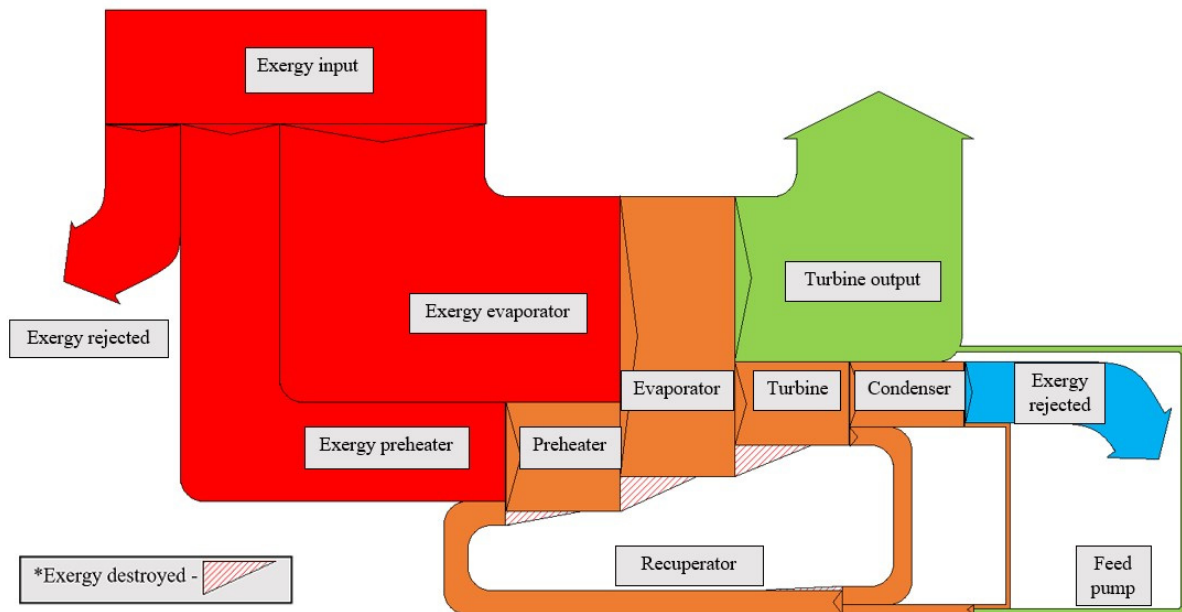 Exergy input
Exergy rejected
Exergy evaporator
Turbine output
Exergy preheater
Preheater
Evaporator
Turbine
Condenser
Exergy
rejected
Recuperator
Feed
pump
*Exergy destroyed -